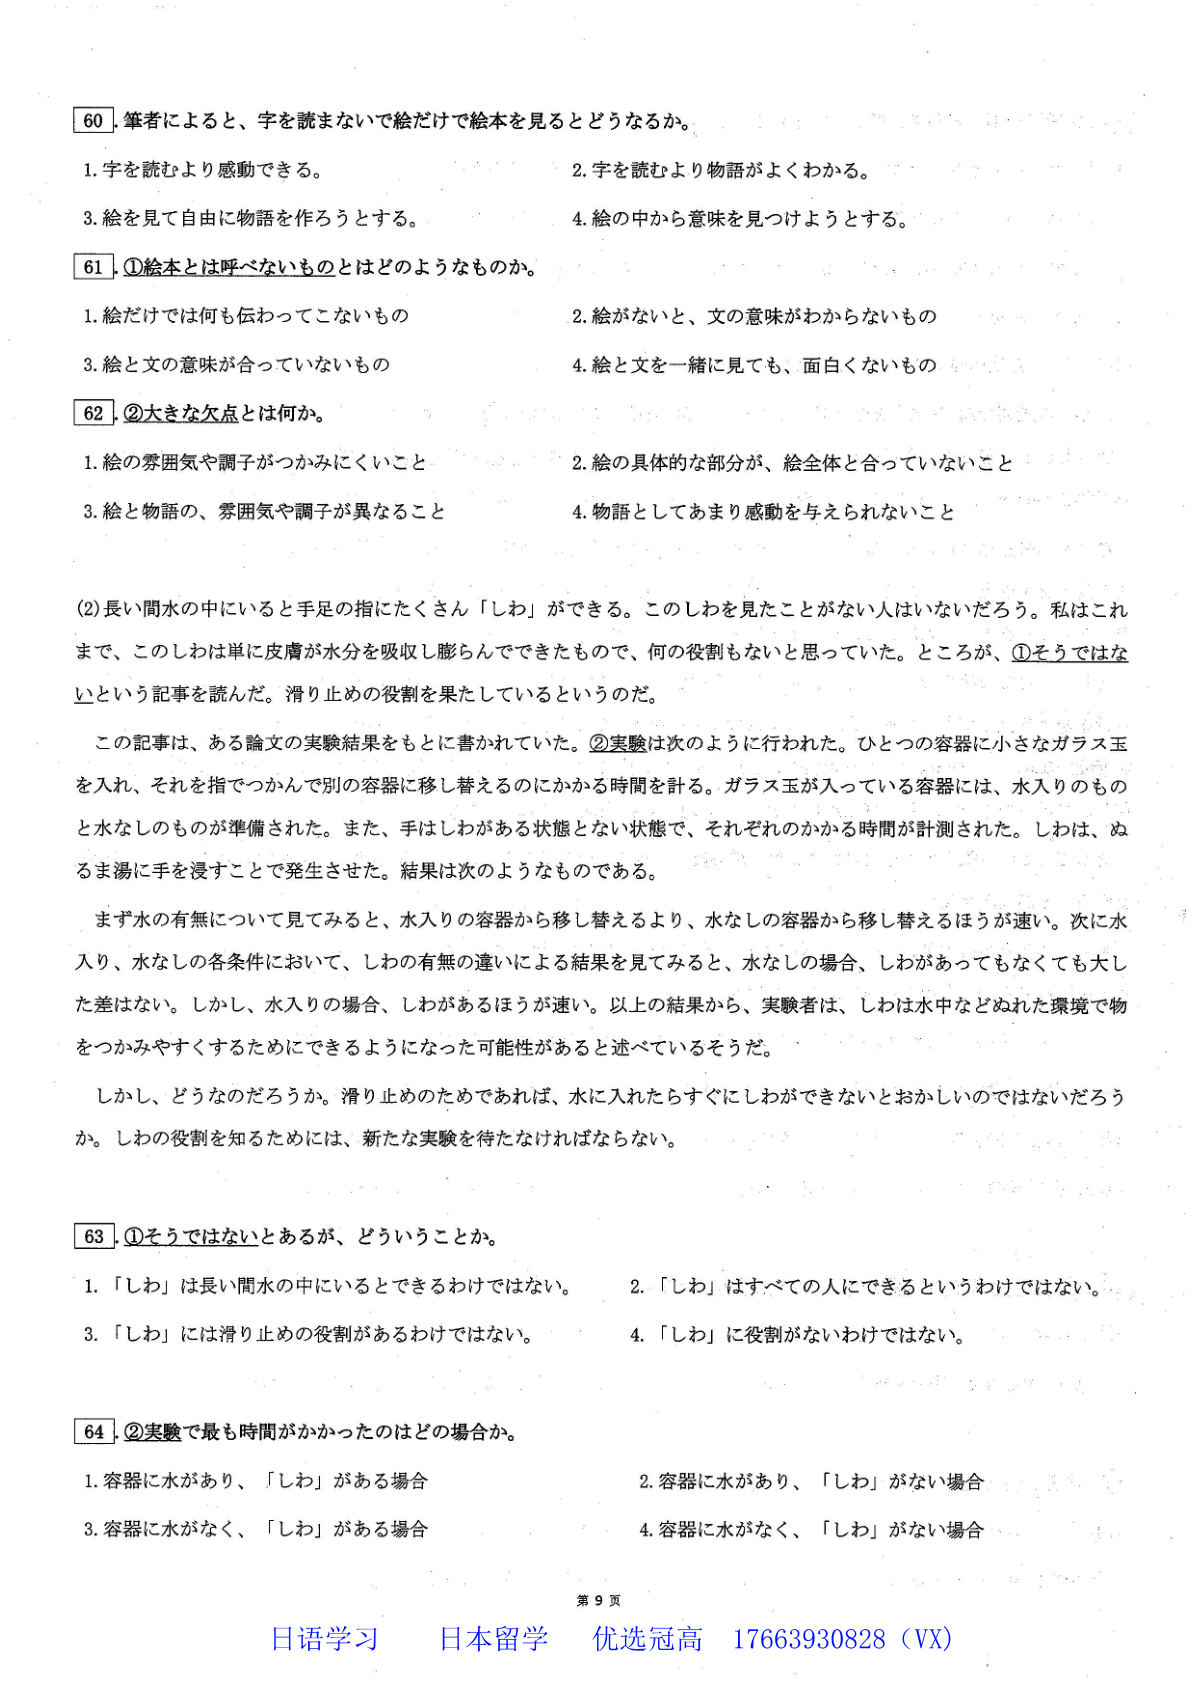 60 . 筆者によると、字を読まないで絵だけで絵本を見るとどうなるか。
1. 字を読むより感動できる。 2. 字を読むより物語がよくわかる。
3. 絵を見て自由に物語を作ろうとする。 4. 絵の中から意味を見つけようとする。
61 . ①絵本とは呼べないものとはどのようなものか。
1. 絵だけでは何も伝わってこないもの 2. 絵がないと、文の意味がわからないもの
3. 絵と文の意味が合っていないもの 4. 絵と文を一緒に見ても、面白くないもの
62 . ②大きな欠点とは何か。
1. 絵の雰囲気や調子がつかみにくいこと 2. 絵の具体的な部分が、絵全体と合っていないこと
3. 絵と物語の、雰囲気や調子が異なること 4. 物語としてあまり感動を与えられないこと
(2) 長い間水の中にいると手足の指にたくさん「しわ」ができる。このしわを見たことがない人はいないだろう。私はこれ
まで、このしわは単に皮膚が水分を吸収し膨らんでできたもので、何の役割もないと思っていた。ところが、①そうではな
いという記事を読んだ。滑り止めの役割を果たしているというのだ。
この記事は、ある論文の実験結果をもとに書かれていた。②実験は次のように行われた。ひとつの容器に小さなガラス玉
を入れ、それを指でつかんで別の容器に移し替えるのにかかる時間を計る。ガラス玉が入っている容器には、水入りのもの
と水なしのものが準備された。また、手はしわがある状態とない状態で、それぞれのかかる時間が計測された。しわは、ぬ
るま湯に手を浸すことで発生させた。結果は次のようなものである。
まず水の有無について見てみると、水入りの容器から移し替えるより、水なしの容器から移し替えるほうが速い。次に水
入り、水なしの各条件において、しわの有無の違いによる結果を見てみると、水なしの場合、しわがあってもなくても大し
た差はない。しかし、水入りの場合、しわがあるほうが速い。以上の結果から、実験者は、しわは水中などぬれた環境で物
をつかみやすくするためにできるようになった可能性があると述べているそうだ。
しかし、どうなのだろうか。滑り止めのためであれば、水に入れたらすぐにしわができないとおかしいのではないだろう
か。しわの役割を知るためには、新たな実験を待たなければならない。
63 . ①そうではないとあるが、どういうことか。
1. 「しわ」は長い間水の中にいるとできるわけではない。 2. 「しわ」はすべての人にできるというわけではない。
3. 「しわ」には滑り止めの役割があるわけではない。 4. 「しわ」に役割がないわけではない。
64 . ②実験で最も時間がかかったのはどの場合か。
1. 容器に水があり、「しわ」がある場合 2. 容器に水があり、「しわ」がない場合
3. 容器に水がなく、「しわ」がある場合 4. 容器に水がなく、「しわ」がない場合
第 9 页
日语学习 日本留学 优选冠高 17663930828（VX)